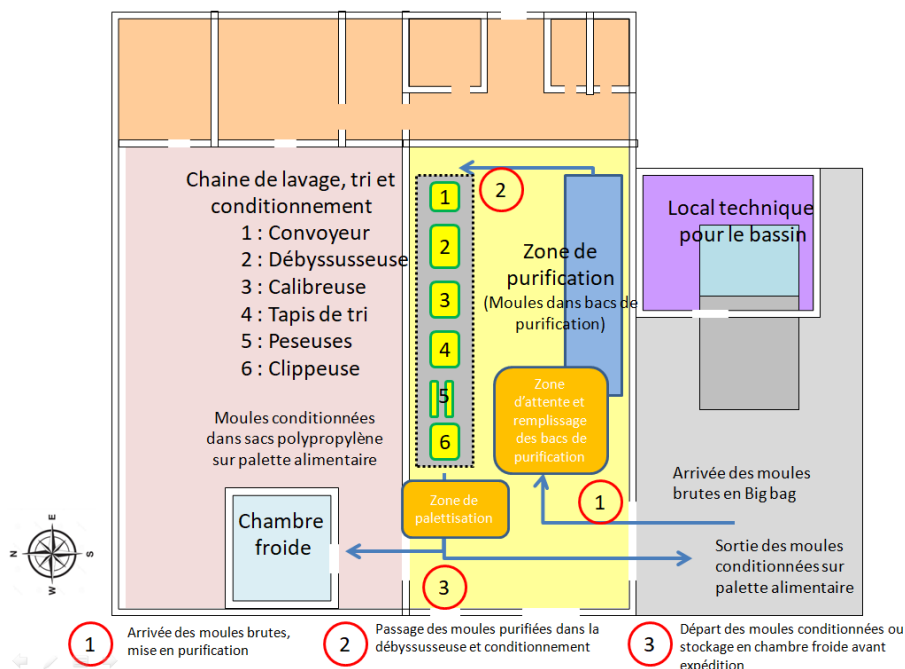 Chaine de lavage, tri et
conditionnement
1 : Convoyeur
2 : Débyssusseuse
3 : Calibreuse
4 : Tapis de tri
5 : Peseuses
6 : Clippeuse
Moules conditionnées
dans sacs polypropylène
sur palette alimentaire
Chambre
froide
1
2
3
4
5
6
2
Zone de
purification
(Moules dans bacs de
purification)
Zone
d'attente et
remplissage
des bacs de
purification
Zone de
palettisation
1
3
Local technique
pour le bassin
Arrivée des moules
brutes en Big bag
Sortie des moules
conditionnées sur
palette alimentaire
N
E
S
W
1
Arrivée des moules brutes,
mise en purification
2
Passage des moules purifiées dans la
débyssusseuse et conditionnement
3
Départ des moules conditionnées ou
stockage en chambre froide avant
expédition